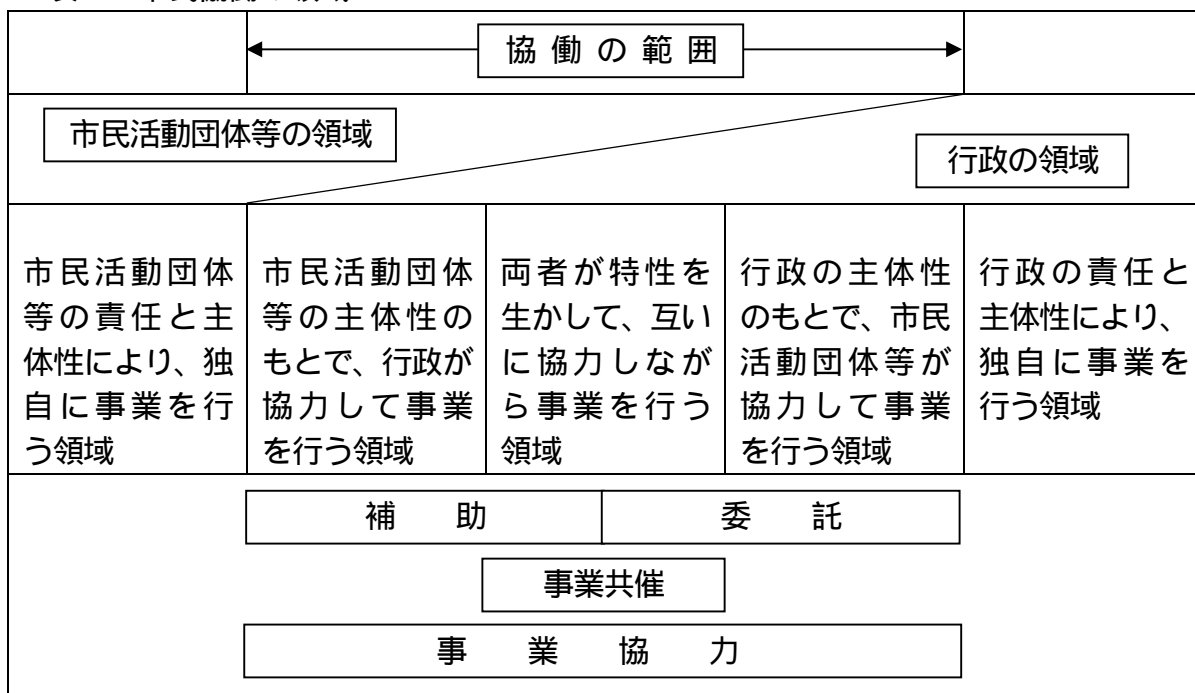 協働の範囲
市民活動団体等の領域
行政の領域
市民活動団体
等の責任と主
体性により、独
自に事業を行
う領域
市民活動団体
等の主体性の
もとで、行政が
協力して事業
を行う領域
両者が特性を
生かして、互い
に協力しなが
ら事業を行う
領域
行政の主体性
のもとで、市民
活動団体等が
協力して事業
を行う領域
行政の責任と
主体性により、
独自に事業を
行う領域
補助
委託
事業共催
事業協力